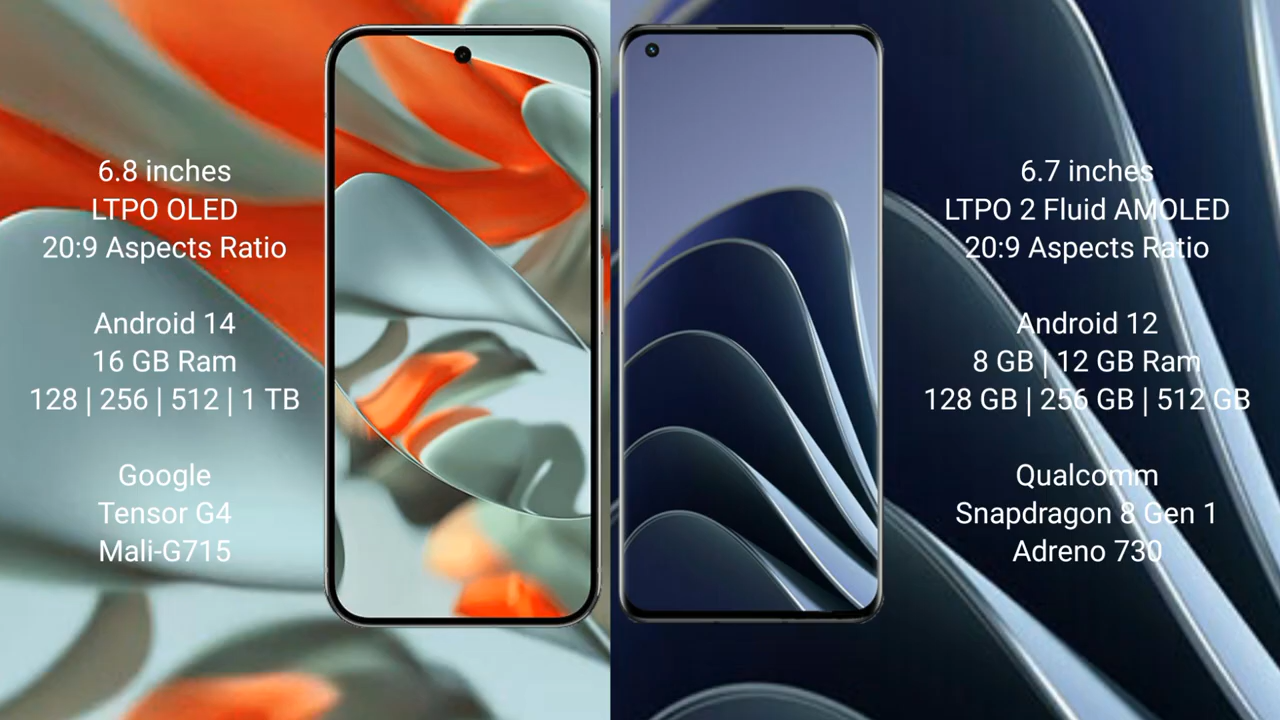 6.8 inches
LTPO OLED
20:9 Aspects Ratio
Android 14
16 GB Ram
128 | 256 | 512 | 1 TB
Google
Tensor G4
Mali-G715
6.7 inches
LTPO 2 Fluid AMOLED
20:9 Aspects Ratio
Android 12
8 GB | 12 GB Ram
128 GB | 256 GB | 512 GB
Qualcomm
Snapdragon 8 Gen 1
Adreno 730